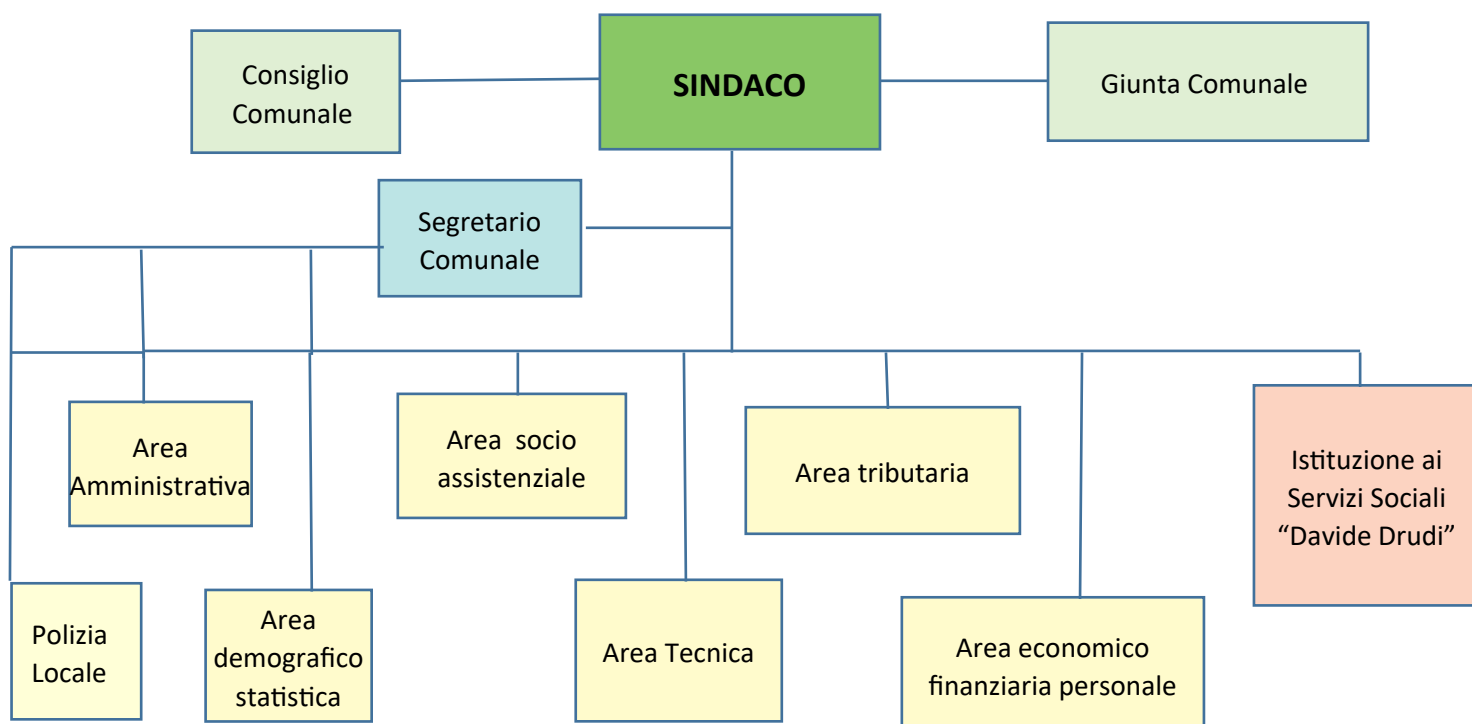 Consiglio
Comunale
SINDACO
Giunta Comunale
Segretario
Comunale
Area
Amministrativa
Area socio
assistenziale
Area tributaria
Istituzione ai
Servizi Sociali
“Davide Drudi”
Polizia
Locale
Area
demografico
statistica
Area Tecnica
Area economico
finanziaria personale